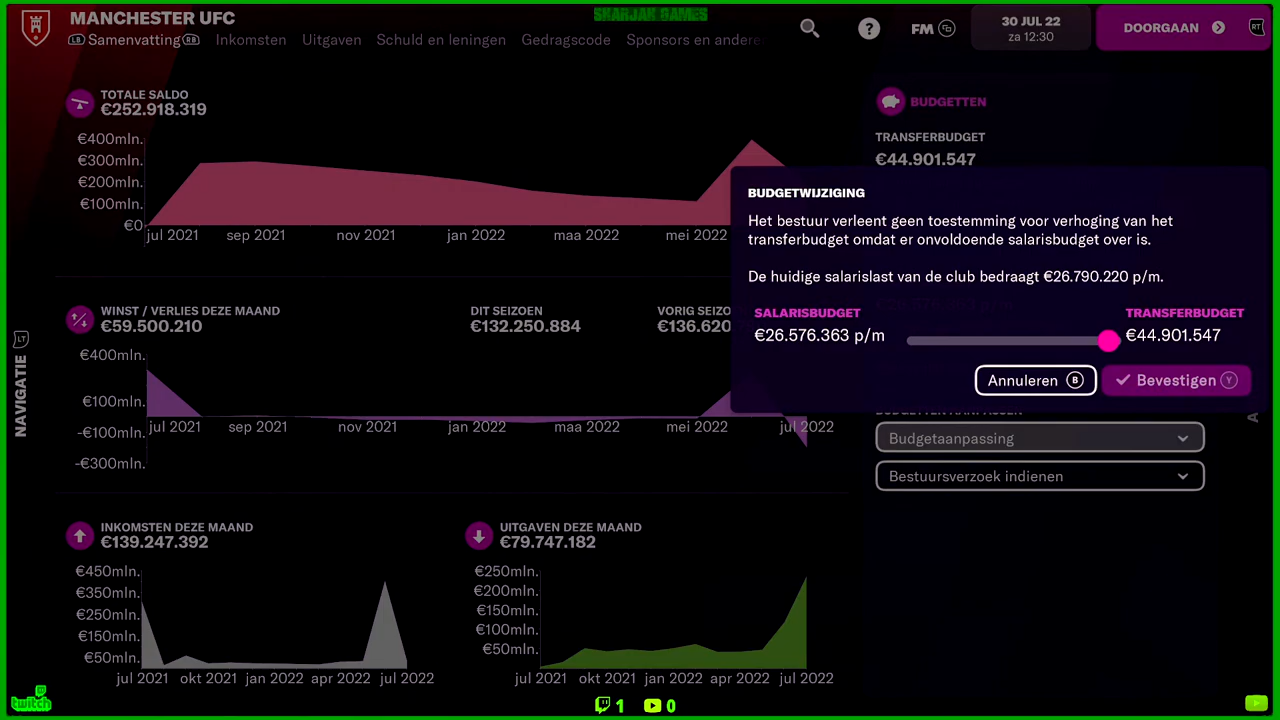 MANCHESTER UFC
SHARJAH GAMES
LB Samenvatting RB Inkomsten Uitgaven Schuld en leningen Gedragscode Sponsors en andere
?
FM
30 JUL 22
za 12:30
DOORGAAN
RT
TOTALE SALDO
€252.918.319
€400mln.
€300mln.
€200mln.
€100mln.
€0
jul 2021 sep 2021 nov 2021 jan 2022 maa 2022 mei 2022
BUDGETTEN
TRANSFERBUDGET
€44.901.547
BUDGETWIJZIGING
Het bestuur verleent geen toestemming voor verhoging van het
transferbudget omdat er onvoldoende salarisbudget over is.
De huidige salarislast van de club bedraagt €26.790.220 p/m.
SALARISBUDGET
€26.576.363 p/m
TRANSFERBUDGET
€44.901.547
Annuleren B
Bevestigen Y
WINST / VERLIES DEZE MAAND
€59.500.210
DIT SEIZOEN
€132.250.884
VORIG SEIZO
€136.620
€400mln.
€100mln.
-€100mln.
-€300mln.
jul 2021 sep 2021 nov 2021 jan 2022 maa 2022 mei 2022 jul 2022
LT
NAVIGATIE
BUDGETTEN AANPASSEN
Budgetaanpassing
Bestuursverzoek indienen
INKOMSTEN DEZE MAAND
€139.247.392
€450mln.
€350mln.
€250mln.
€150mln.
€50mln.
jul 2021 okt 2021 jan 2022 apr 2022 jul 2022
UITGAVEN DEZE MAAND
€79.747.182
€250mln.
€200mln.
€150mln.
€100mln.
€50mln.
jul 2021 okt 2021 jan 2022 apr 2022 jul 2022
twitch
1 0